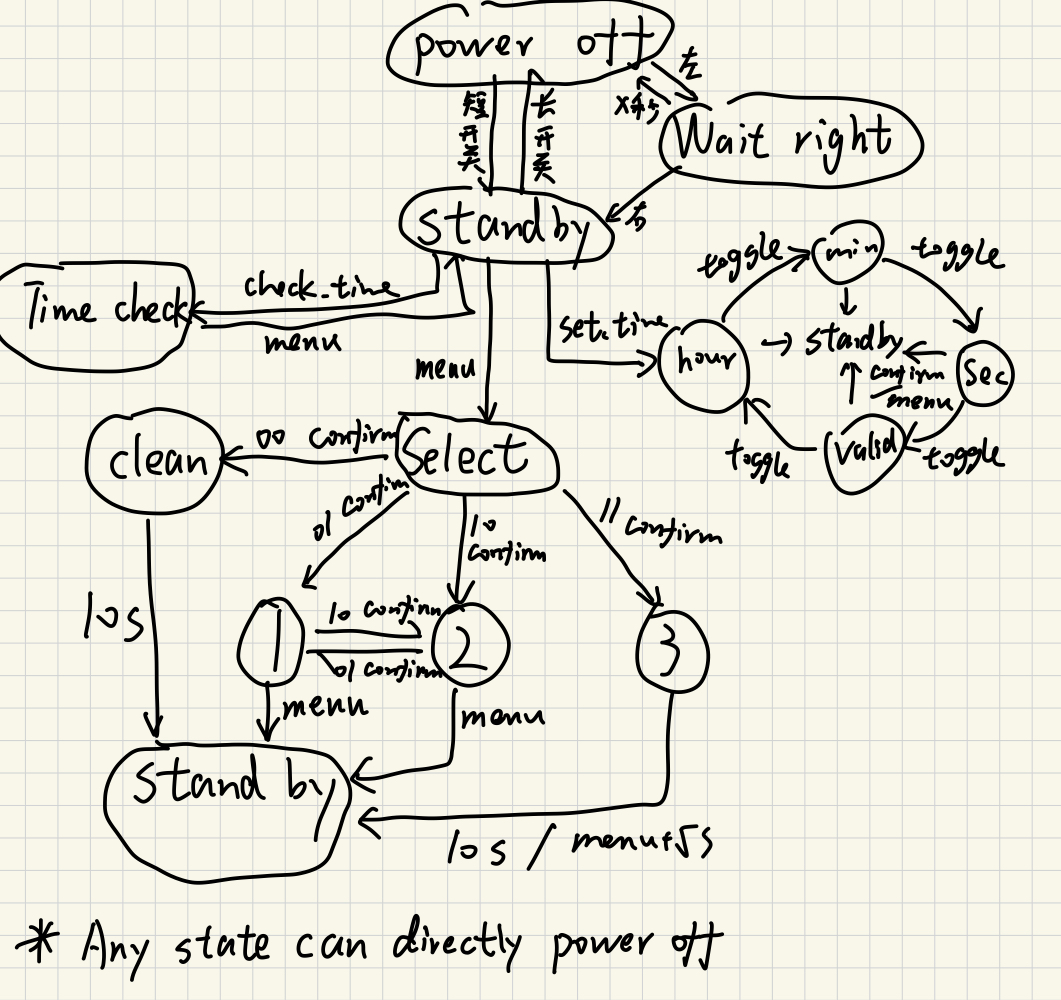 power off
左
短开关
长开关
Wait right
standby
右
toggle
min
toggle
Time check
check_time
menu
set_time
hour
standby
sec
confirm
menu
menu
valid
toggle
toggle
clean
00 confirm
Select
01 confirm
10
confirm
11 confirm
10s
1
10 confirm
01 confirm
2
3
menu
menu
stand by
10s / menu+5s
* Any state can directly power off